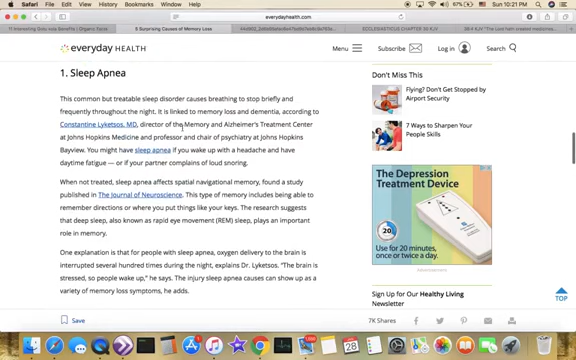 Safari File Edit View History Bookmarks Window Help
67% Sun 10:21 PM
everydayhealth.com
9 Surprising Causes of Memory Loss
ECCLESIASTICUS CHAPTER 38 KJV
everyday HEALTH
Menu
Subscribe
Log in
Search
1. Sleep Apnea
This common but treatable sleep disorder causes breathing to stop briefly and
frequently throughout the night. It is linked to memory loss and dementia, according to
Constantine Lyketsos, MD, director of the Memory and Alzheimer's Treatment Center
at Johns Hopkins Medicine and professor and chair of psychiatry at Johns Hopkins
Bayview. You might have sleep apnea if you wake up with a headache and have
daytime fatigue — or if your partner complains of loud snoring.
When not treated, sleep apnea affects spatial navigational memory, found a study
published in The Journal of Neuroscience. This type of memory includes being able to
remember directions or where you put things like your keys. The research suggests
that deep sleep, also known as rapid eye movement (REM) sleep, plays an important
role in memory.
One explanation is that for people with sleep apnea, oxygen delivery to the brain is
interrupted several hundred times during the night, explains Dr. Lyketsos. "The brain is
stressed, so people wake up," he says. The injury sleep apnea causes can show up as a
variety of memory loss symptoms, he adds.
Don't Miss This
Flying? Don't Get Stopped by
Airport Security
7 Ways to Sharpen Your
People Skills
The Depression
Treatment Device
20
Use for 20 minutes,
once or twice a day.
Advertisement
Sign Up for Our Healthy Living
Newsletter
TOP
Save
7K Shares
28